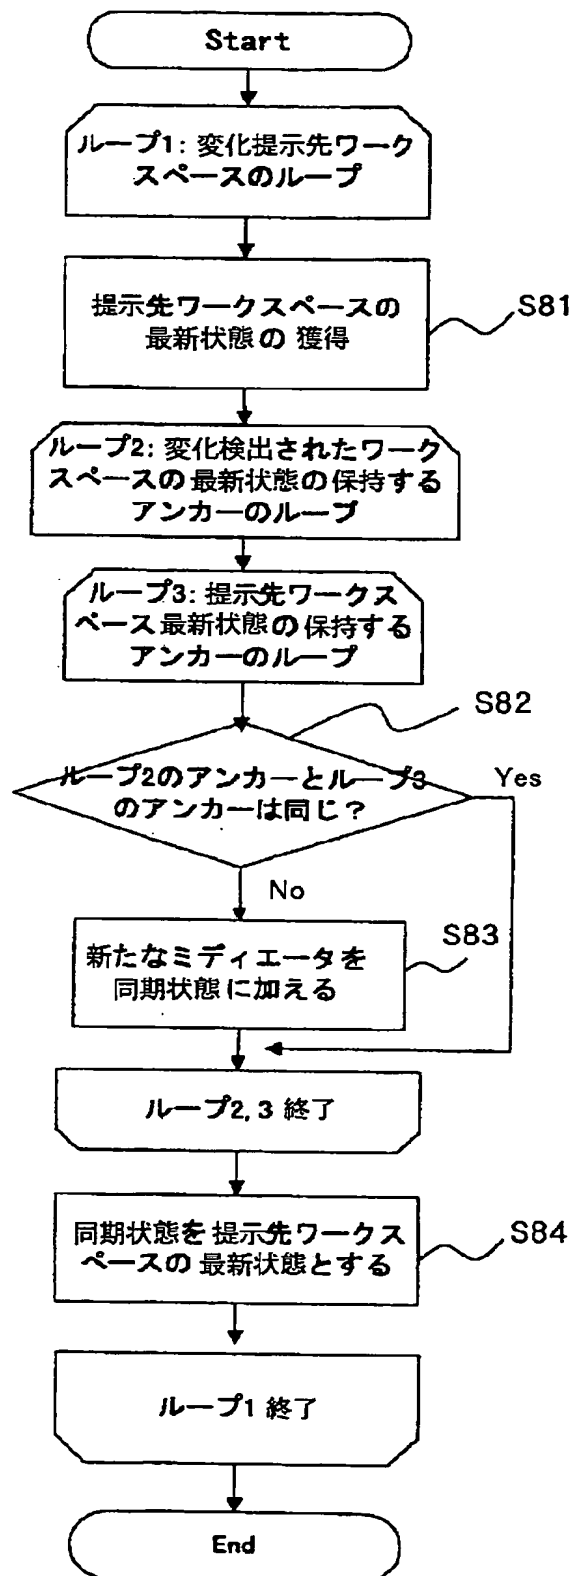 Start
ループ1: 変化提示先ワーク
スペースのループ
提示先ワークスペースの
最新状態の 獲得
S81
ループ2: 変化検出されたワーク
スペースの 最新状態の 保持する
アンカーのループ
ループ3: 提示先ワークス
ペース最新状態の 保持する
アンカーのループ
S82
ループ2のアンカーとループ3
のアンカーは同じ?
Yes
No
S83
新たなミディエータを
同期状態に加える
ループ2, 3 終了
同期状態を 提示先ワークス
ペースの 最新状態とする
S84
ループ1 終了
End